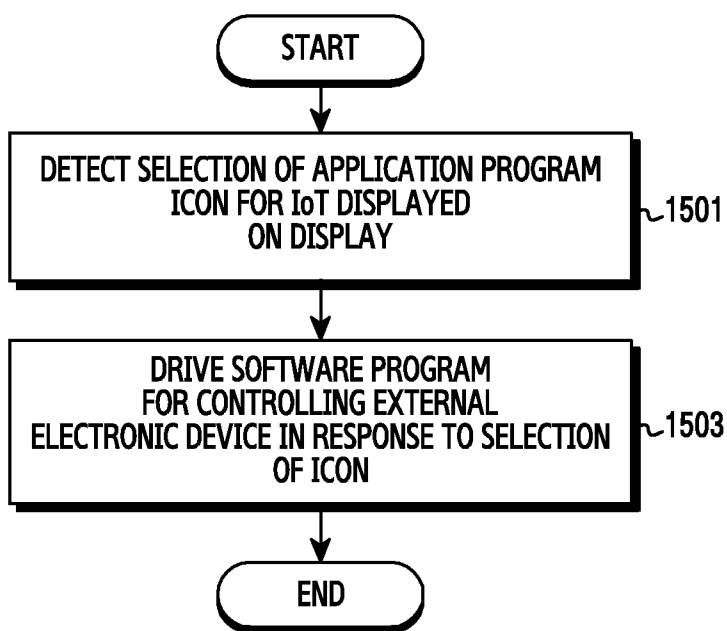 START
DETECT SELECTION OF APPLICATION PROGRAM
ICON FOR IoT DISPLAYED
ON DISPLAY
1501
DRIVE SOFTWARE PROGRAM
FOR CONTROLLING EXTERNAL
ELECTRONIC DEVICE IN RESPONSE TO SELECTION
OF ICON
1503
END